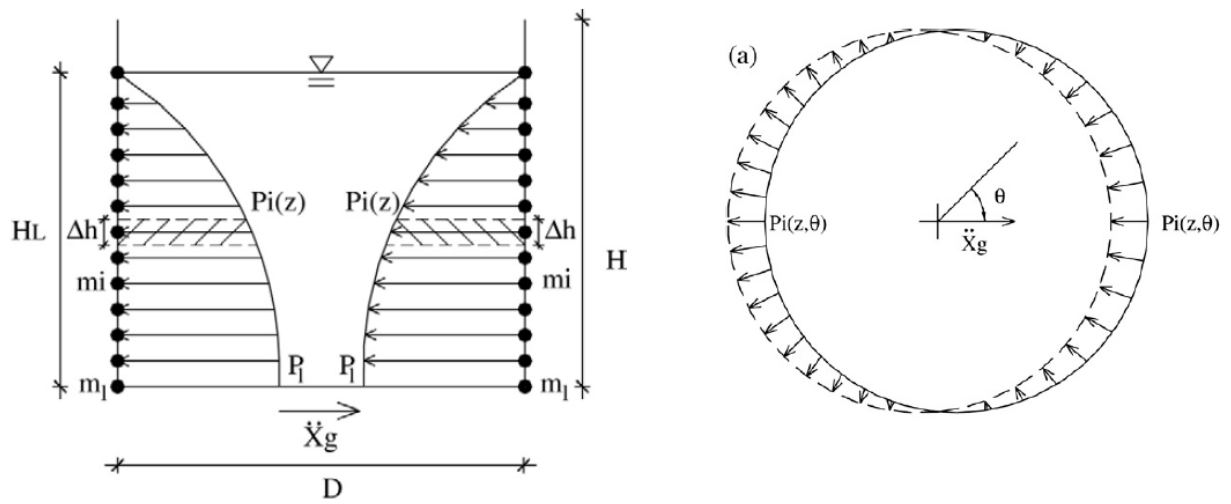 Pi(z) Pi(z)
HL Δh Δh
H
mi mi
P₁ P₁
m₁ m₁
Ẍg
D
(a)
θ
Pi(z,θ) Ẍg Pi(z,θ)